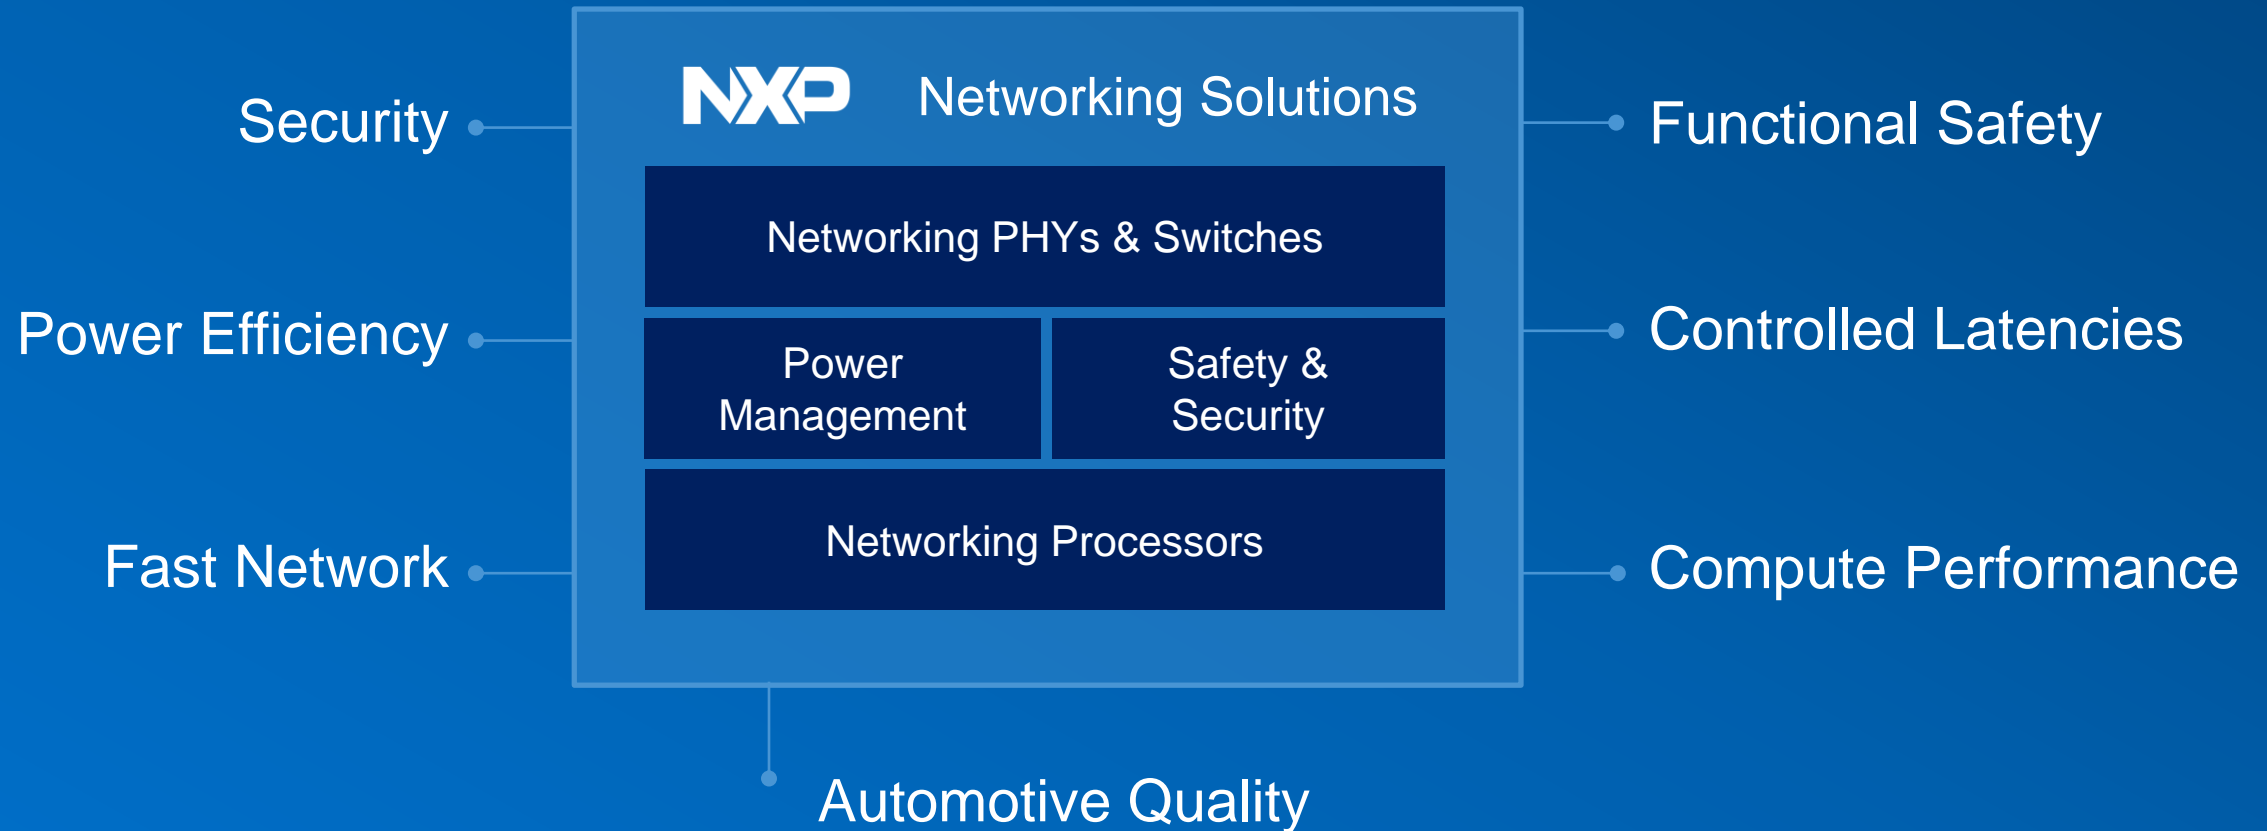 NXP Networking Solutions
Security
Functional Safety
Networking PHYs & Switches
Power Efficiency
Controlled Latencies
Power
Management
Safety &
Security
Fast Network
Networking Processors
Compute Performance
Automotive Quality